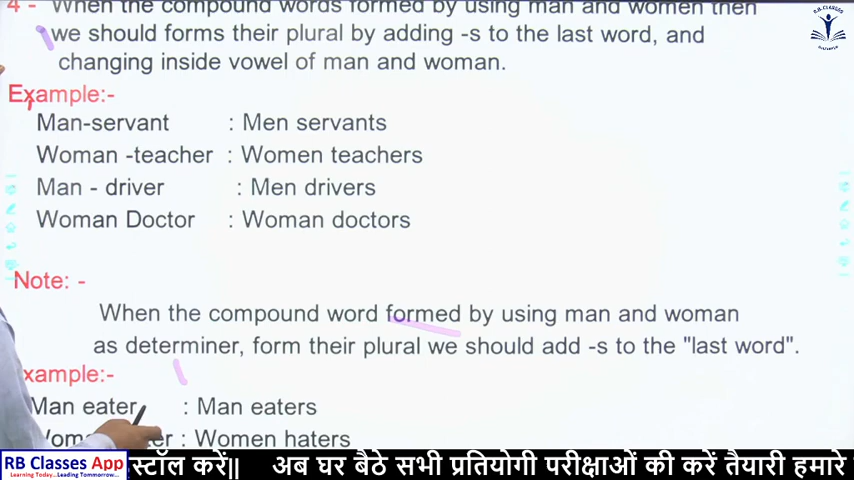 4 - When the compound words formed by using man and women then
we should forms their plural by adding -s to the last word, and
changing inside vowel of man and woman.
Example:-
Man-servant : Men servants
Woman -teacher : Women teachers
Man - driver : Men drivers
Woman Doctor : Woman doctors
Note: -
When the compound word formed by using man and woman
as determiner, form their plural we should add -s to the "last word".
xample:-
Man eater : Man eaters
: Women haters
RB Classes App
Learning Today...Leading Tomorrow...
स्टॉल करें|| अब घर बैठे सभी प्रतियोगी परीक्षाओं की करें तैयारी हमारे